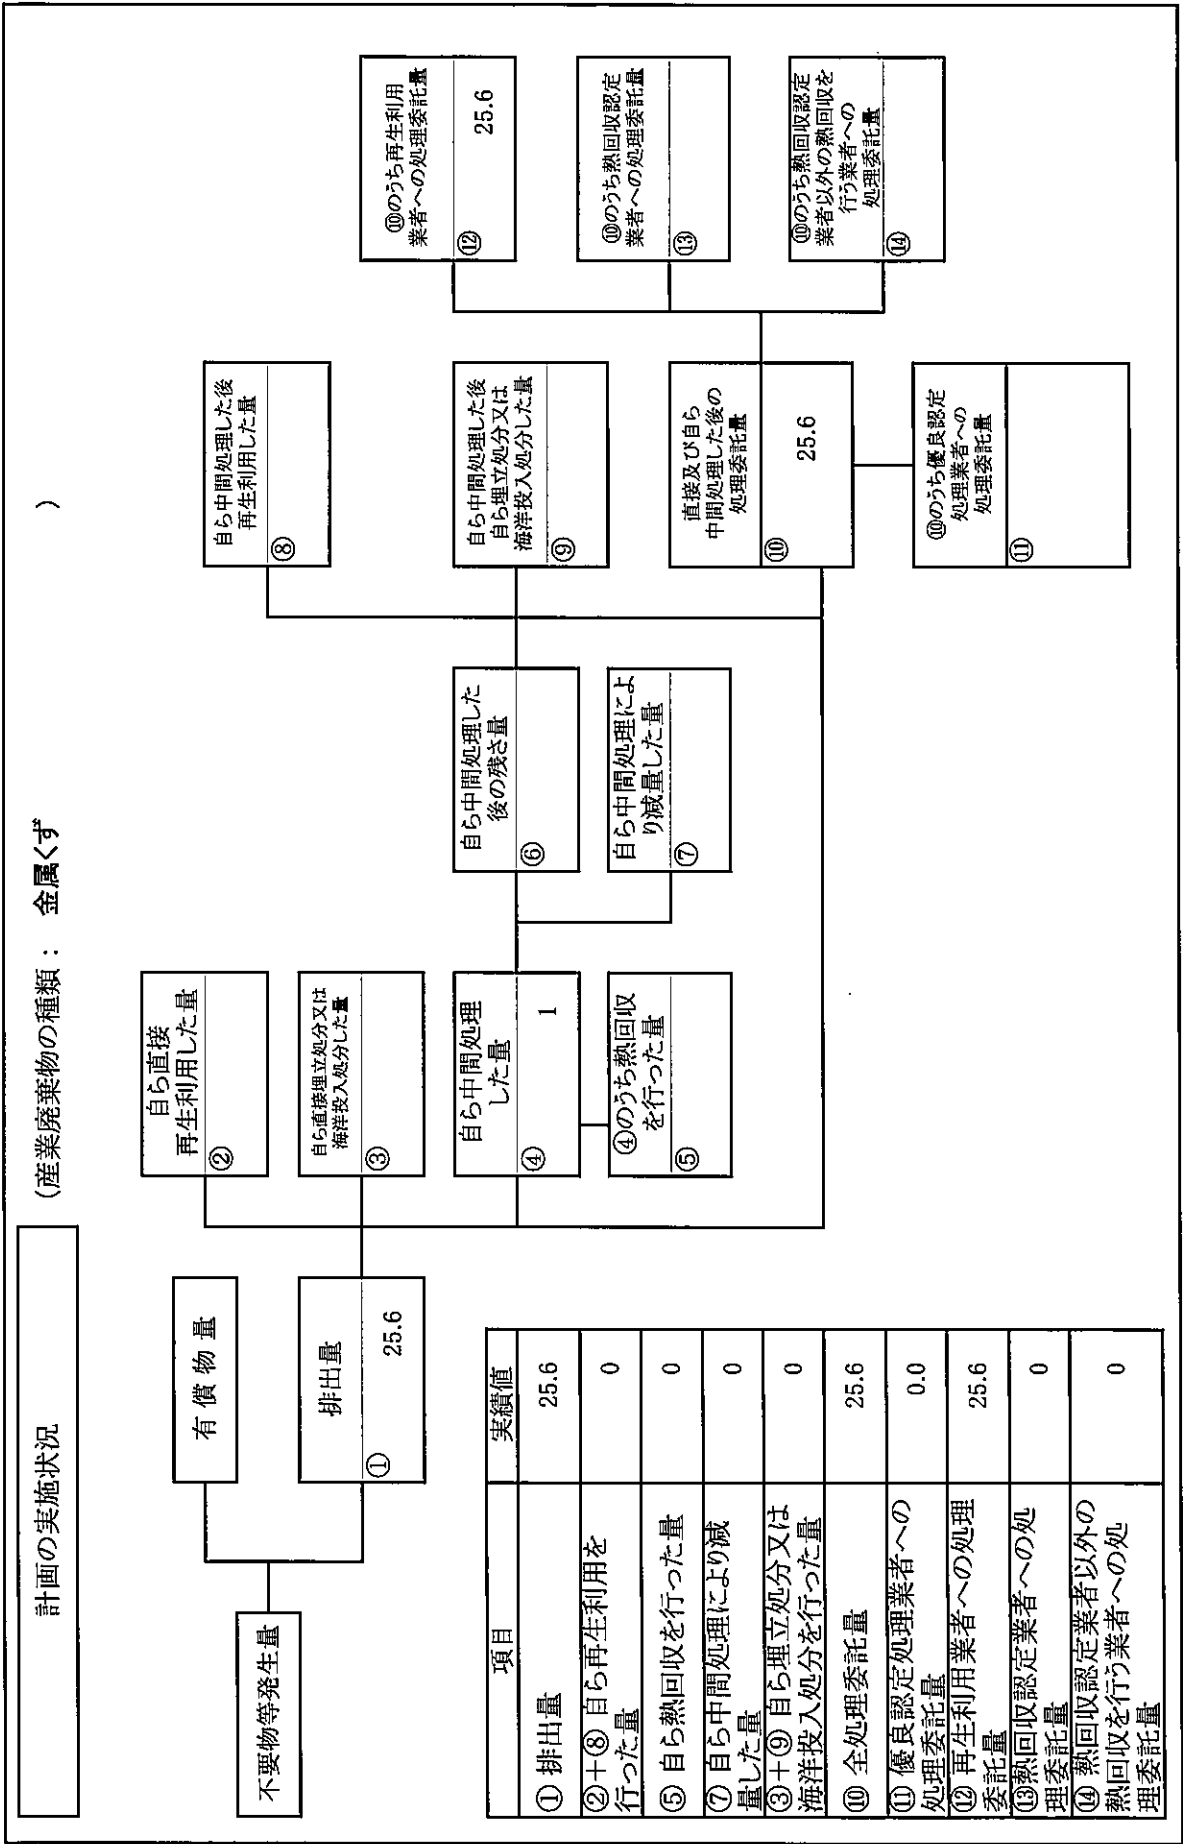 計画の実施状況
(産業廃棄物の種類： 金属くず )
不要物等発生量
有 償 物 量
排出量
① 25.6
自ら直接
再生利用した量
②
自ら直接埋立処分又は
海洋投入処分した量
③
自ら中間処理
した量
④ 1
④のうち熱回収
を行った量
⑤
自ら中間処理した
後の残さ量
⑥
自ら中間処理によ
り減量した量
⑦
自ら中間処理した後
再生利用した量
⑧
自ら中間処理した後
自ら埋立処分又は
海洋投入処分した量
⑨
直接及び自ら
中間処理した後の
処理委託量
⑩ 25.6
⑩のうち優良認定
処理業者への
処理委託量
⑪
⑩のうち再生利用
業者への処理委託量
⑫ 25.6
⑩のうち熱回収認定
業者への処理委託量
⑬
⑩のうち熱回収認定
業者以外の熱回収を
行う業者への
処理委託量
⑭
項目 実績値
① 排出量 25.6
②＋⑧ 自ら再生利用を
行った量 0
⑤ 自ら熱回収を行った量 0
⑦ 自ら中間処理により減
量した量 0
③＋⑨ 自ら埋立処分又は
海洋投入処分を行った量 0
⑩ 全処理委託量 25.6
⑪ 優良認定処理業者への
処理委託量 0.0
⑫ 再生利用業者への処理
委託量 25.6
⑬熱回収認定業者への処
理委託量 0
⑭ 熱回収認定業者以外の
熱回収を行う業者への処
理委託量 0